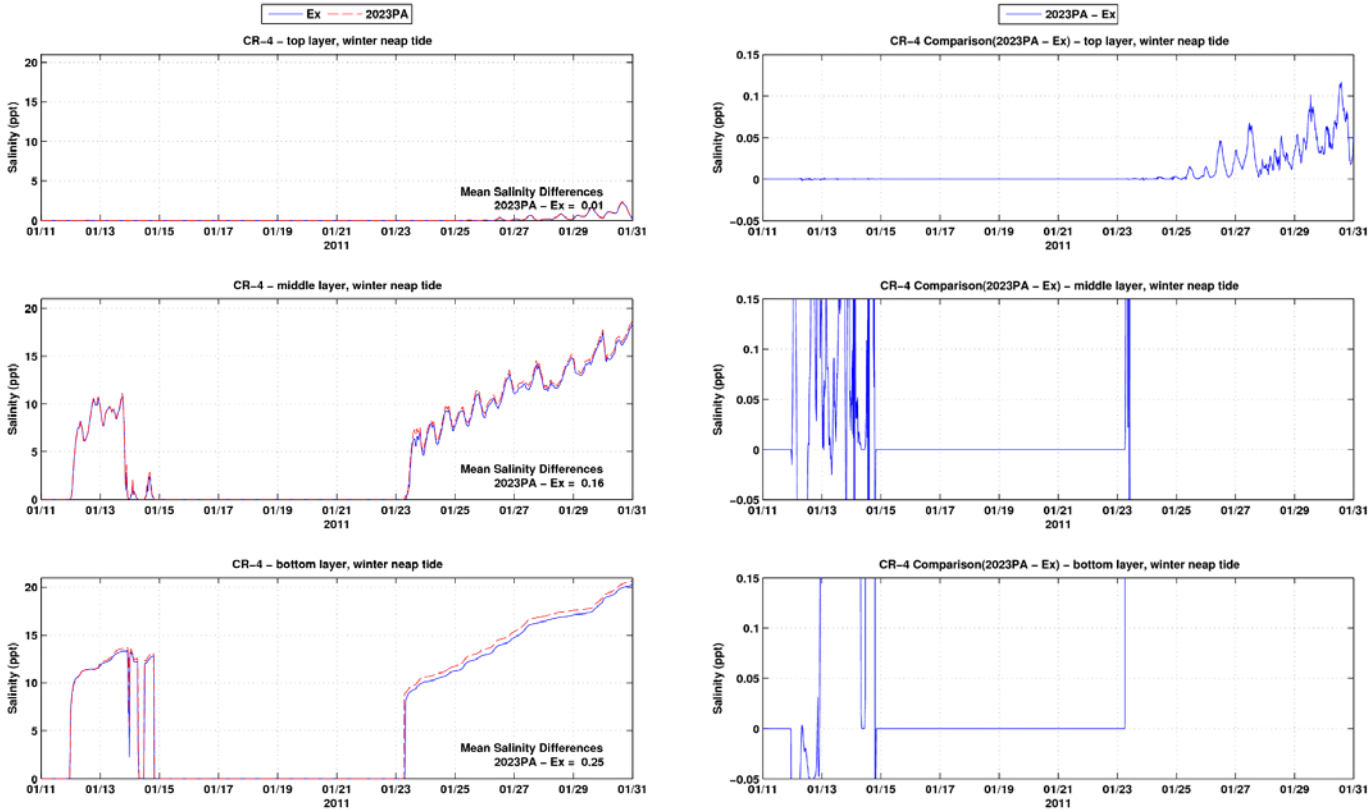 Ex 2023PA
2023PA − Ex
CR−4 − top layer, winter neap tide
20
15
10
5
0
Salinity (ppt)
Mean Salinity Differences
2023PA − Ex = 0.01
01/11 01/13 01/15 01/17 01/19 01/21 01/23 01/25 01/27 01/29 01/31
2011
CR−4 Comparison(2023PA − Ex) − top layer, winter neap tide
0.15
0.1
0.05
0
−0.05
Salinity (ppt)
01/11 01/13 01/15 01/17 01/19 01/21 01/23 01/25 01/27 01/29 01/31
2011
CR−4 − middle layer, winter neap tide
20
15
10
5
0
Salinity (ppt)
Mean Salinity Differences
2023PA − Ex = 0.16
01/11 01/13 01/15 01/17 01/19 01/21 01/23 01/25 01/27 01/29 01/31
2011
CR−4 Comparison(2023PA − Ex) − middle layer, winter neap tide
0.15
0.1
0.05
0
−0.05
Salinity (ppt)
01/11 01/13 01/15 01/17 01/19 01/21 01/23 01/25 01/27 01/29 01/31
2011
CR−4 − bottom layer, winter neap tide
20
15
10
5
0
Salinity (ppt)
Mean Salinity Differences
2023PA − Ex = 0.25
01/11 01/13 01/15 01/17 01/19 01/21 01/23 01/25 01/27 01/29 01/31
2011
CR−4 Comparison(2023PA − Ex) − bottom layer, winter neap tide
0.15
0.1
0.05
0
−0.05
Salinity (ppt)
01/11 01/13 01/15 01/17 01/19 01/21 01/23 01/25 01/27 01/29 01/31
2011